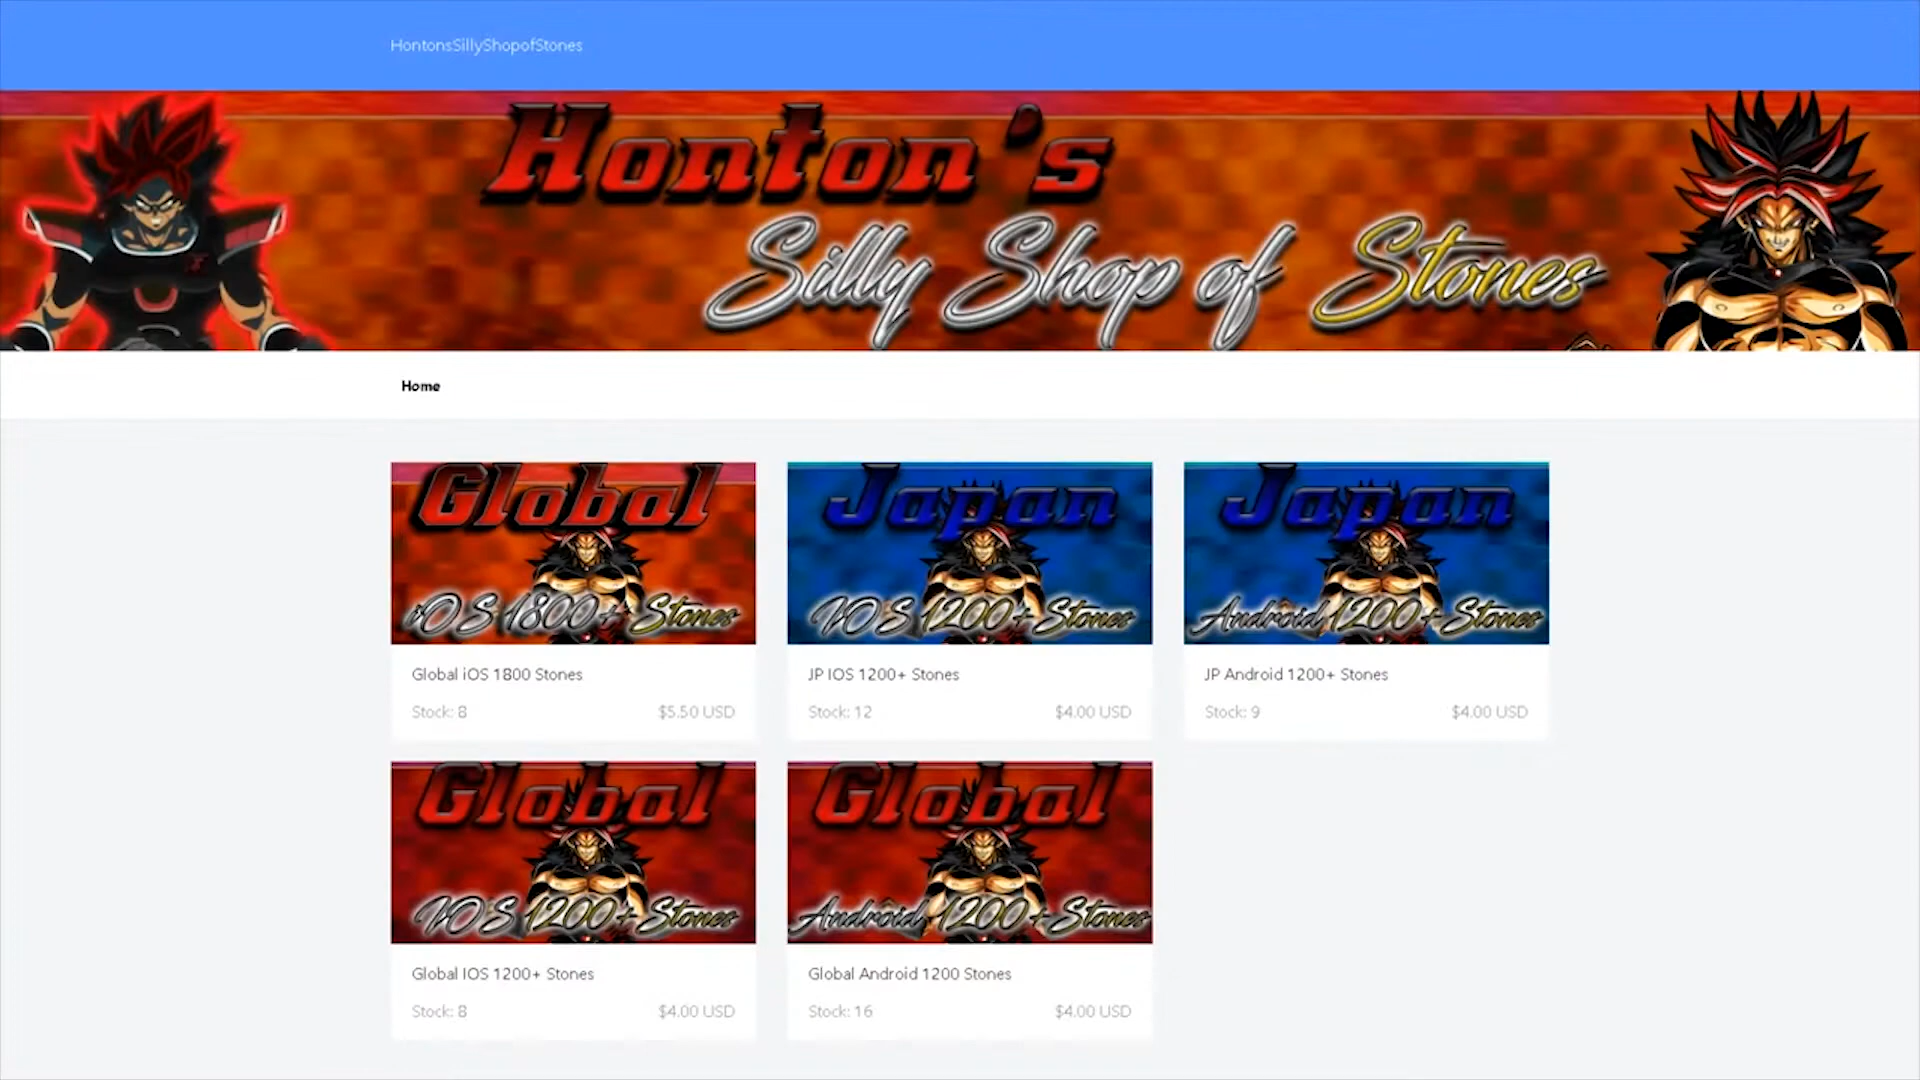 HontonsSillyShopofStones
Honton's
Silly Shop of Stones
Home
Global
iOS 1800+ Stones
Global iOS 1800 Stones
Stock: 8
$5.50 USD
Japan
IOS 1200+ Stones
JP IOS 1200+ Stones
Stock: 12
$4.00 USD
Japan
Android 1200+ Stones
JP Android 1200+ Stones
Stock: 9
$4.00 USD
Global
IOS 1200+ Stones
Global IOS 1200+ Stones
Stock: 8
$4.00 USD
Global
Android 1200+ Stones
Global Android 1200 Stones
Stock: 16
$4.00 USD